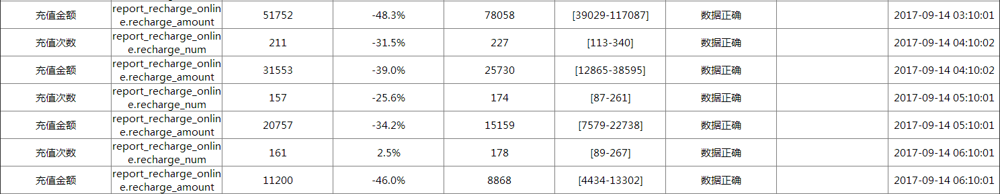 充值金额 report_recharge_onlin 51752 -48.3% 78058 [39029-117087] 数据正确 2017-09-14 03:10:01
e.recharge_amount
充值次数 report_recharge_onlin 211 -31.5% 227 [113-340] 数据正确 2017-09-14 04:10:02
e.recharge_num
充值金额 report_recharge_onlin 31553 -39.0% 25730 [12865-38595] 数据正确 2017-09-14 04:10:02
e.recharge_amount
充值次数 report_recharge_onlin 157 -25.6% 174 [87-261] 数据正确 2017-09-14 05:10:01
e.recharge_num
充值金额 report_recharge_onlin 20757 -34.2% 15159 [7579-22738] 数据正确 2017-09-14 05:10:01
e.recharge_amount
充值次数 report_recharge_onlin 161 2.5% 178 [89-267] 数据正确 2017-09-14 06:10:01
e.recharge_num
充值金额 report_recharge_onlin 11200 -46.0% 8868 [4434-13302] 数据正确 2017-09-14 06:10:01
e.recharge_amount